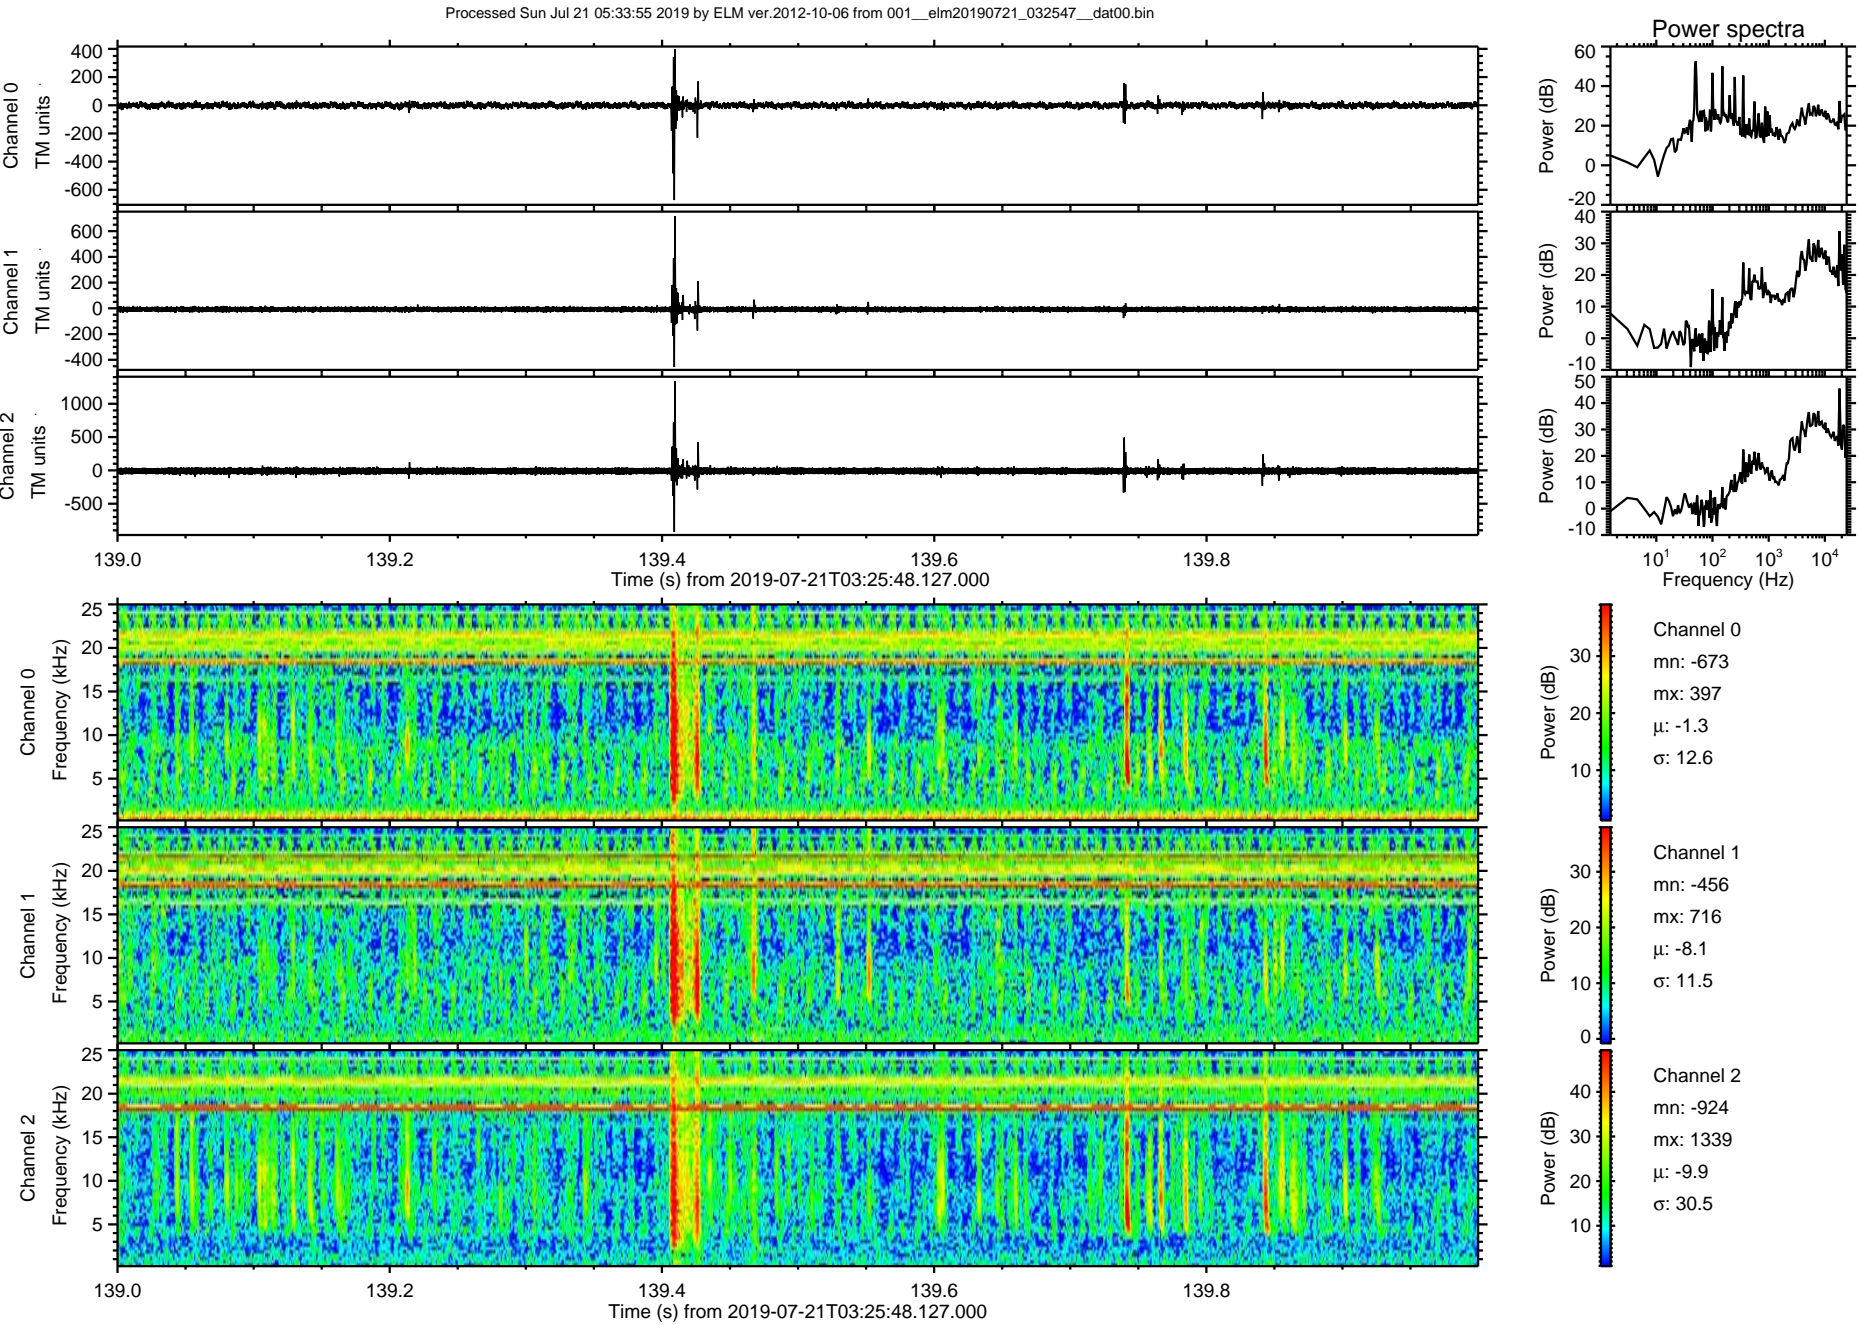 Processed Sun Jul 21 05:33:55 2019 by ELM ver.2012-10-06 from 001__elm20190721_032547__dat00.bin
Power spectra
Channel 0
TM units
400
200
0
-200
-400
-600
Power (dB)
60
40
20
0
-20
Channel 1
TM units
600
400
200
0
-200
-400
Power (dB)
40
30
20
10
0
-10
Channel 2
TM units
1000
500
0
-500
Power (dB)
50
40
30
20
10
0
-10
139.0 139.2 139.4 139.6 139.8
Time (s) from 2019-07-21T03:25:48.127.000
10^1 10^2 10^3 10^4
Frequency (Hz)
Channel 0
Frequency (kHz)
25
20
15
10
5
Power (dB)
30
20
10
Channel 0
mn: -673
mx: 397
μ: -1.3
σ: 12.6
Channel 1
Frequency (kHz)
25
20
15
10
5
Power (dB)
30
20
10
0
Channel 1
mn: -456
mx: 716
μ: -8.1
σ: 11.5
Channel 2
Frequency (kHz)
25
20
15
10
5
Power (dB)
40
30
20
10
Channel 2
mn: -924
mx: 1339
μ: -9.9
σ: 30.5
139.0 139.2 139.4 139.6 139.8
Time (s) from 2019-07-21T03:25:48.127.000